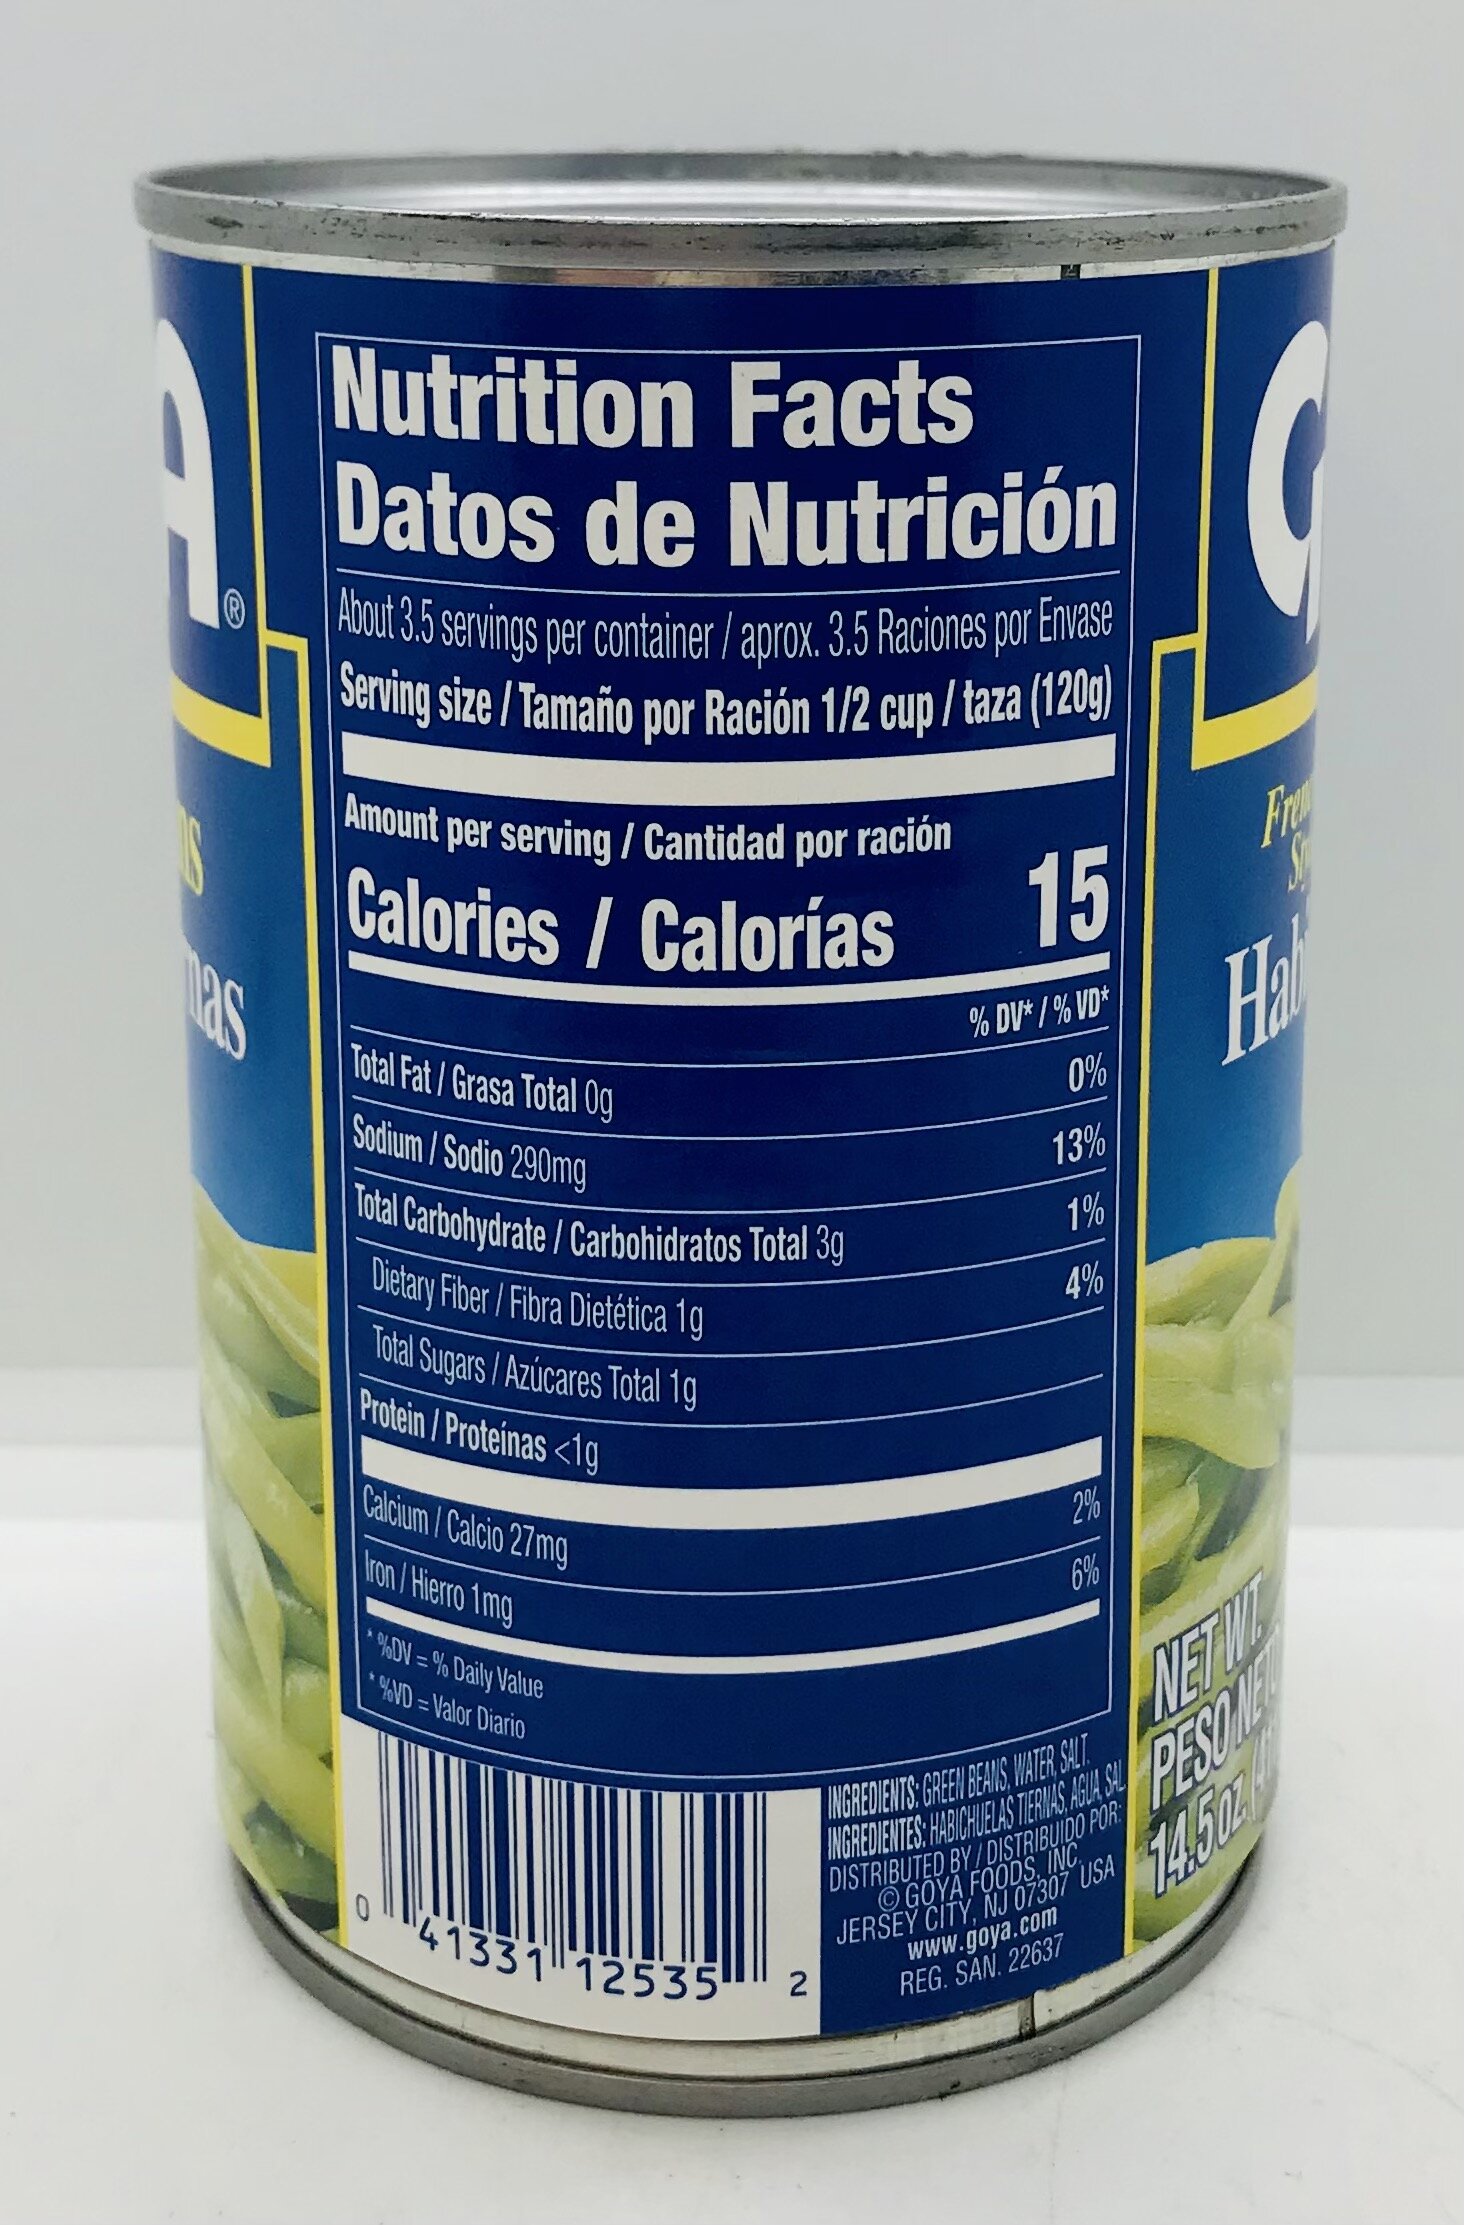 A®
Nutrition Facts
Datos de Nutrición
About 3.5 servings per container / aprox. 3.5 Raciones por Envase
Serving size / Tamaño por Ración 1/2 cup / taza (120g)
Amount per serving / Cantidad por ración
Calories / Calorías 15
% DV* / % VD*
Total Fat / Grasa Total 0g 0%
Sodium / Sodio 290mg 13%
Total Carbohydrate / Carbohidratos Total 3g 1%
Dietary Fiber / Fibra Dietética 1g 4%
Total Sugars / Azúcares Total 1g
Protein / Proteínas <1g
Calcium / Calcio 27mg 2%
Iron / Hierro 1mg 6%
* %DV = % Daily Value
* %VD = Valor Diario
0 41331 12535 2
INGREDIENTS: GREEN BEANS, WATER, SALT.
INGREDIENTES: HABICHUELAS TIERNAS, AGUA, SAL.
DISTRIBUTED BY / DISTRIBUIDO POR:
© GOYA FOODS, INC.
JERSEY CITY, NJ 07307 USA
www.goya.com
REG. SAN. 22637
NET WT.
PESO NETO
14.5 OZ.